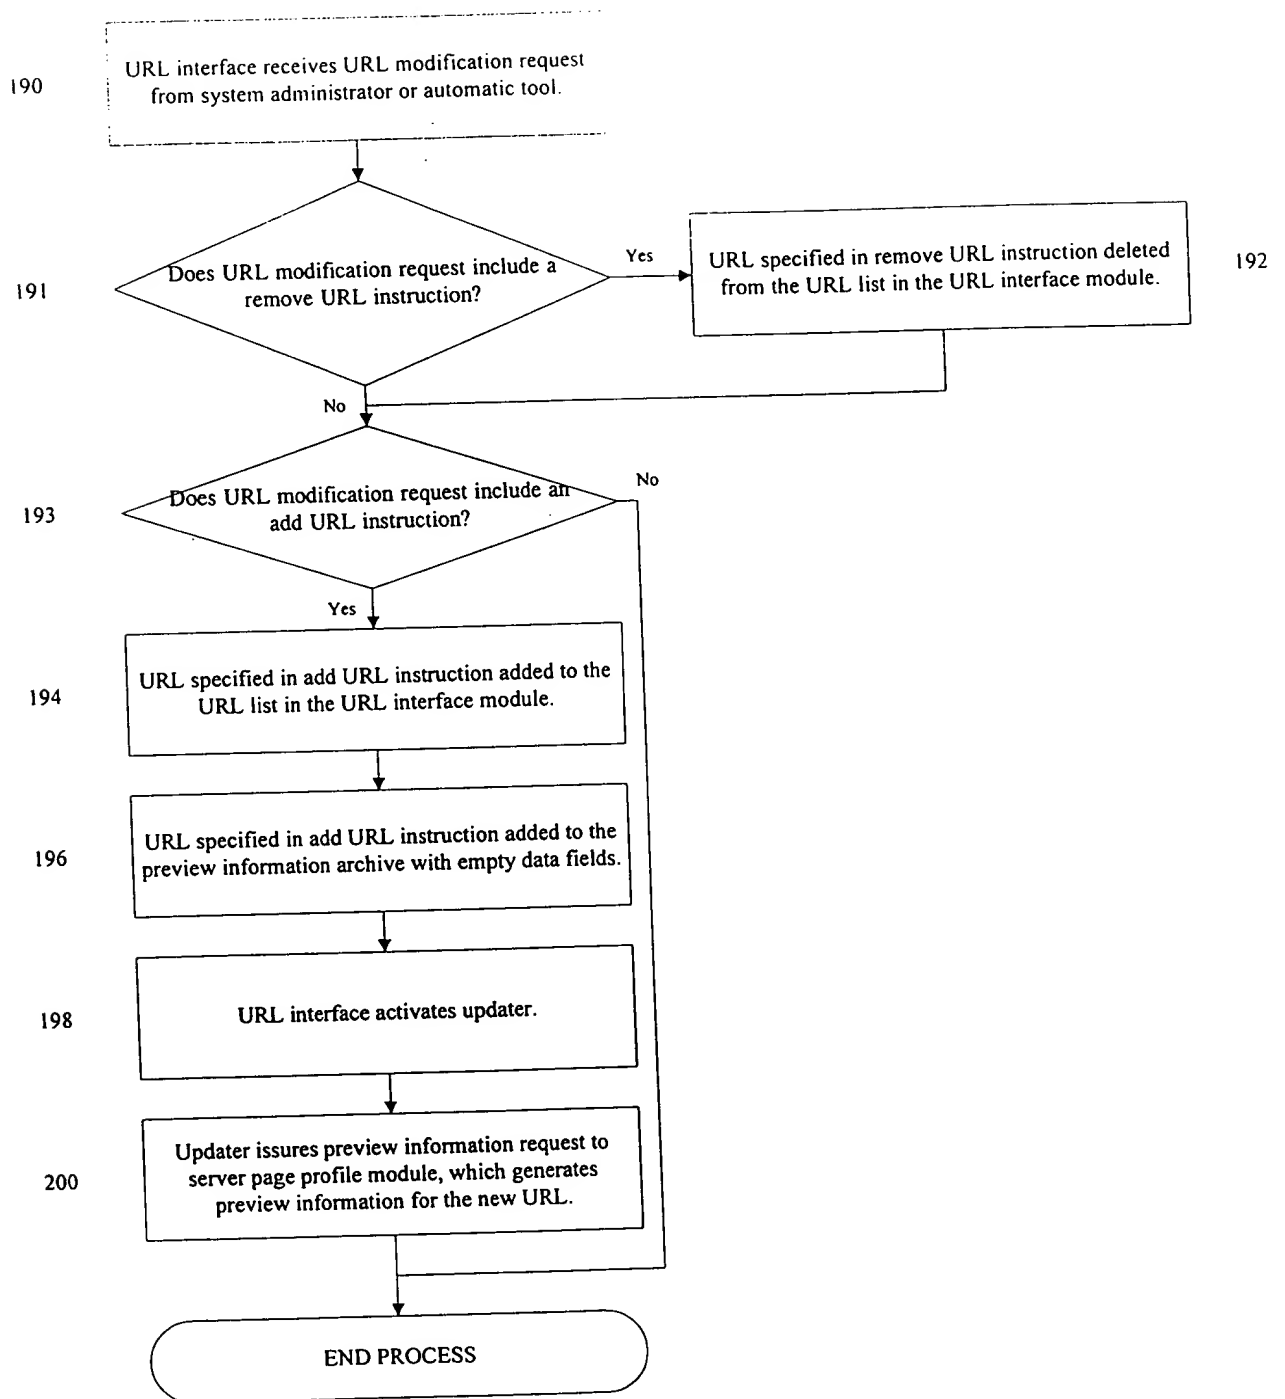 190
URL interface receives URL modification request
from system administrator or automatic tool.
191
Does URL modification request include a
remove URL instruction?
Yes
URL specified in remove URL instruction deleted
from the URL list in the URL interface module.
192
No
193
Does URL modification request include an
add URL instruction?
No
Yes
194
URL specified in add URL instruction added to the
URL list in the URL interface module.
196
URL specified in add URL instruction added to the
preview information archive with empty data fields.
198
URL interface activates updater.
200
Updater issures preview information request to
server page profile module, which generates
preview information for the new URL.
END PROCESS